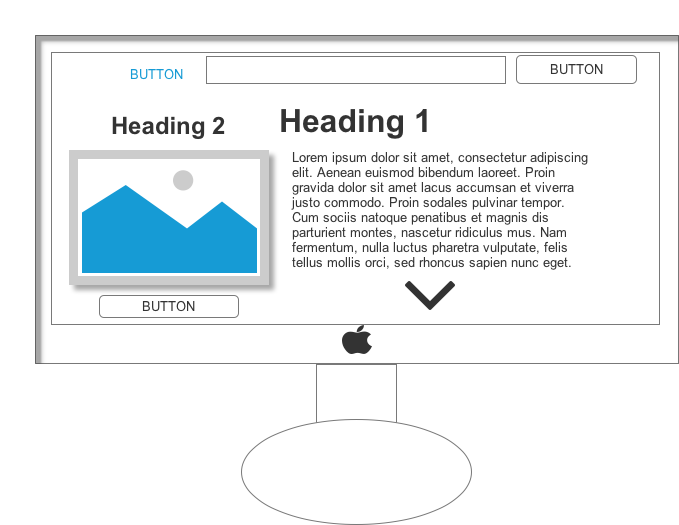 BUTTON
BUTTON
Heading 2
Heading 1
Lorem ipsum dolor sit amet, consectetur adipiscing
elit. Aenean euismod bibendum laoreet. Proin
gravida dolor sit amet lacus accumsan et viverra
justo commodo. Proin sodales pulvinar tempor.
Cum sociis natoque penatibus et magnis dis
parturient montes, nascetur ridiculus mus. Nam
fermentum, nulla luctus pharetra vulputate, felis
tellus mollis orci, sed rhoncus sapien nunc eget.
BUTTON